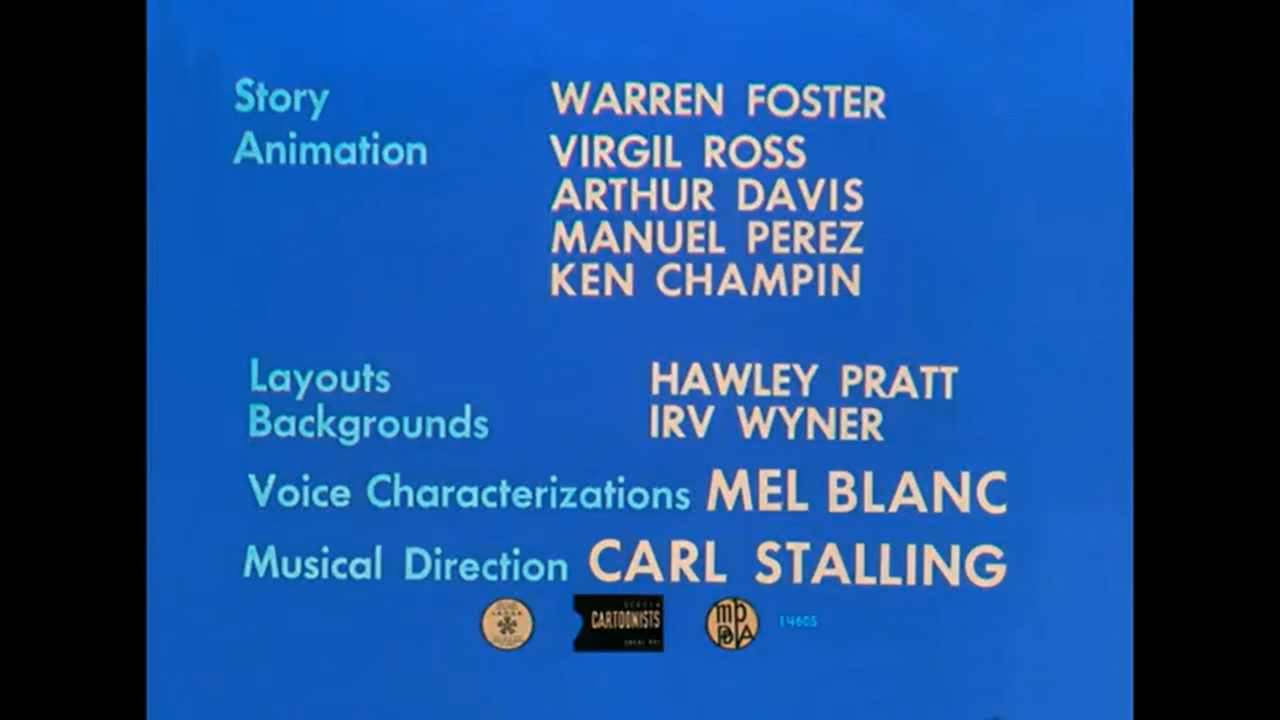 Story WARREN FOSTER
Animation VIRGIL ROSS
ARTHUR DAVIS
MANUEL PEREZ
KEN CHAMPIN
Layouts HAWLEY PRATT
Backgrounds IRV WYNER
Voice Characterizations MEL BLANC
Musical Direction CARL STALLING
CARTOONISTS
14605